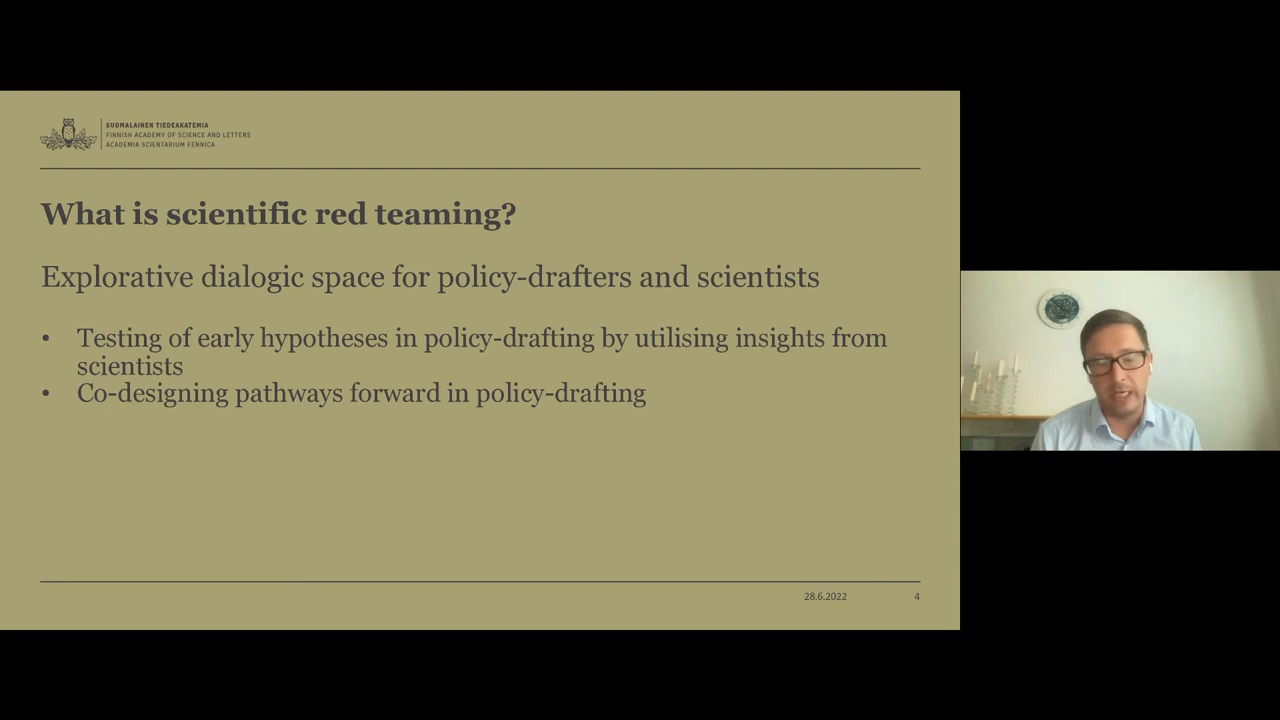 SUOMALAINEN TIEDEAKATEMIA
FINNISH ACADEMY OF SCIENCE AND LETTERS
ACADEMIA SCIENTIARUM FENNICA
What is scientific red teaming?
Explorative dialogic space for policy-drafters and scientists
• Testing of early hypotheses in policy-drafting by utilising insights from
scientists
• Co-designing pathways forward in policy-drafting
28.6.2022
4